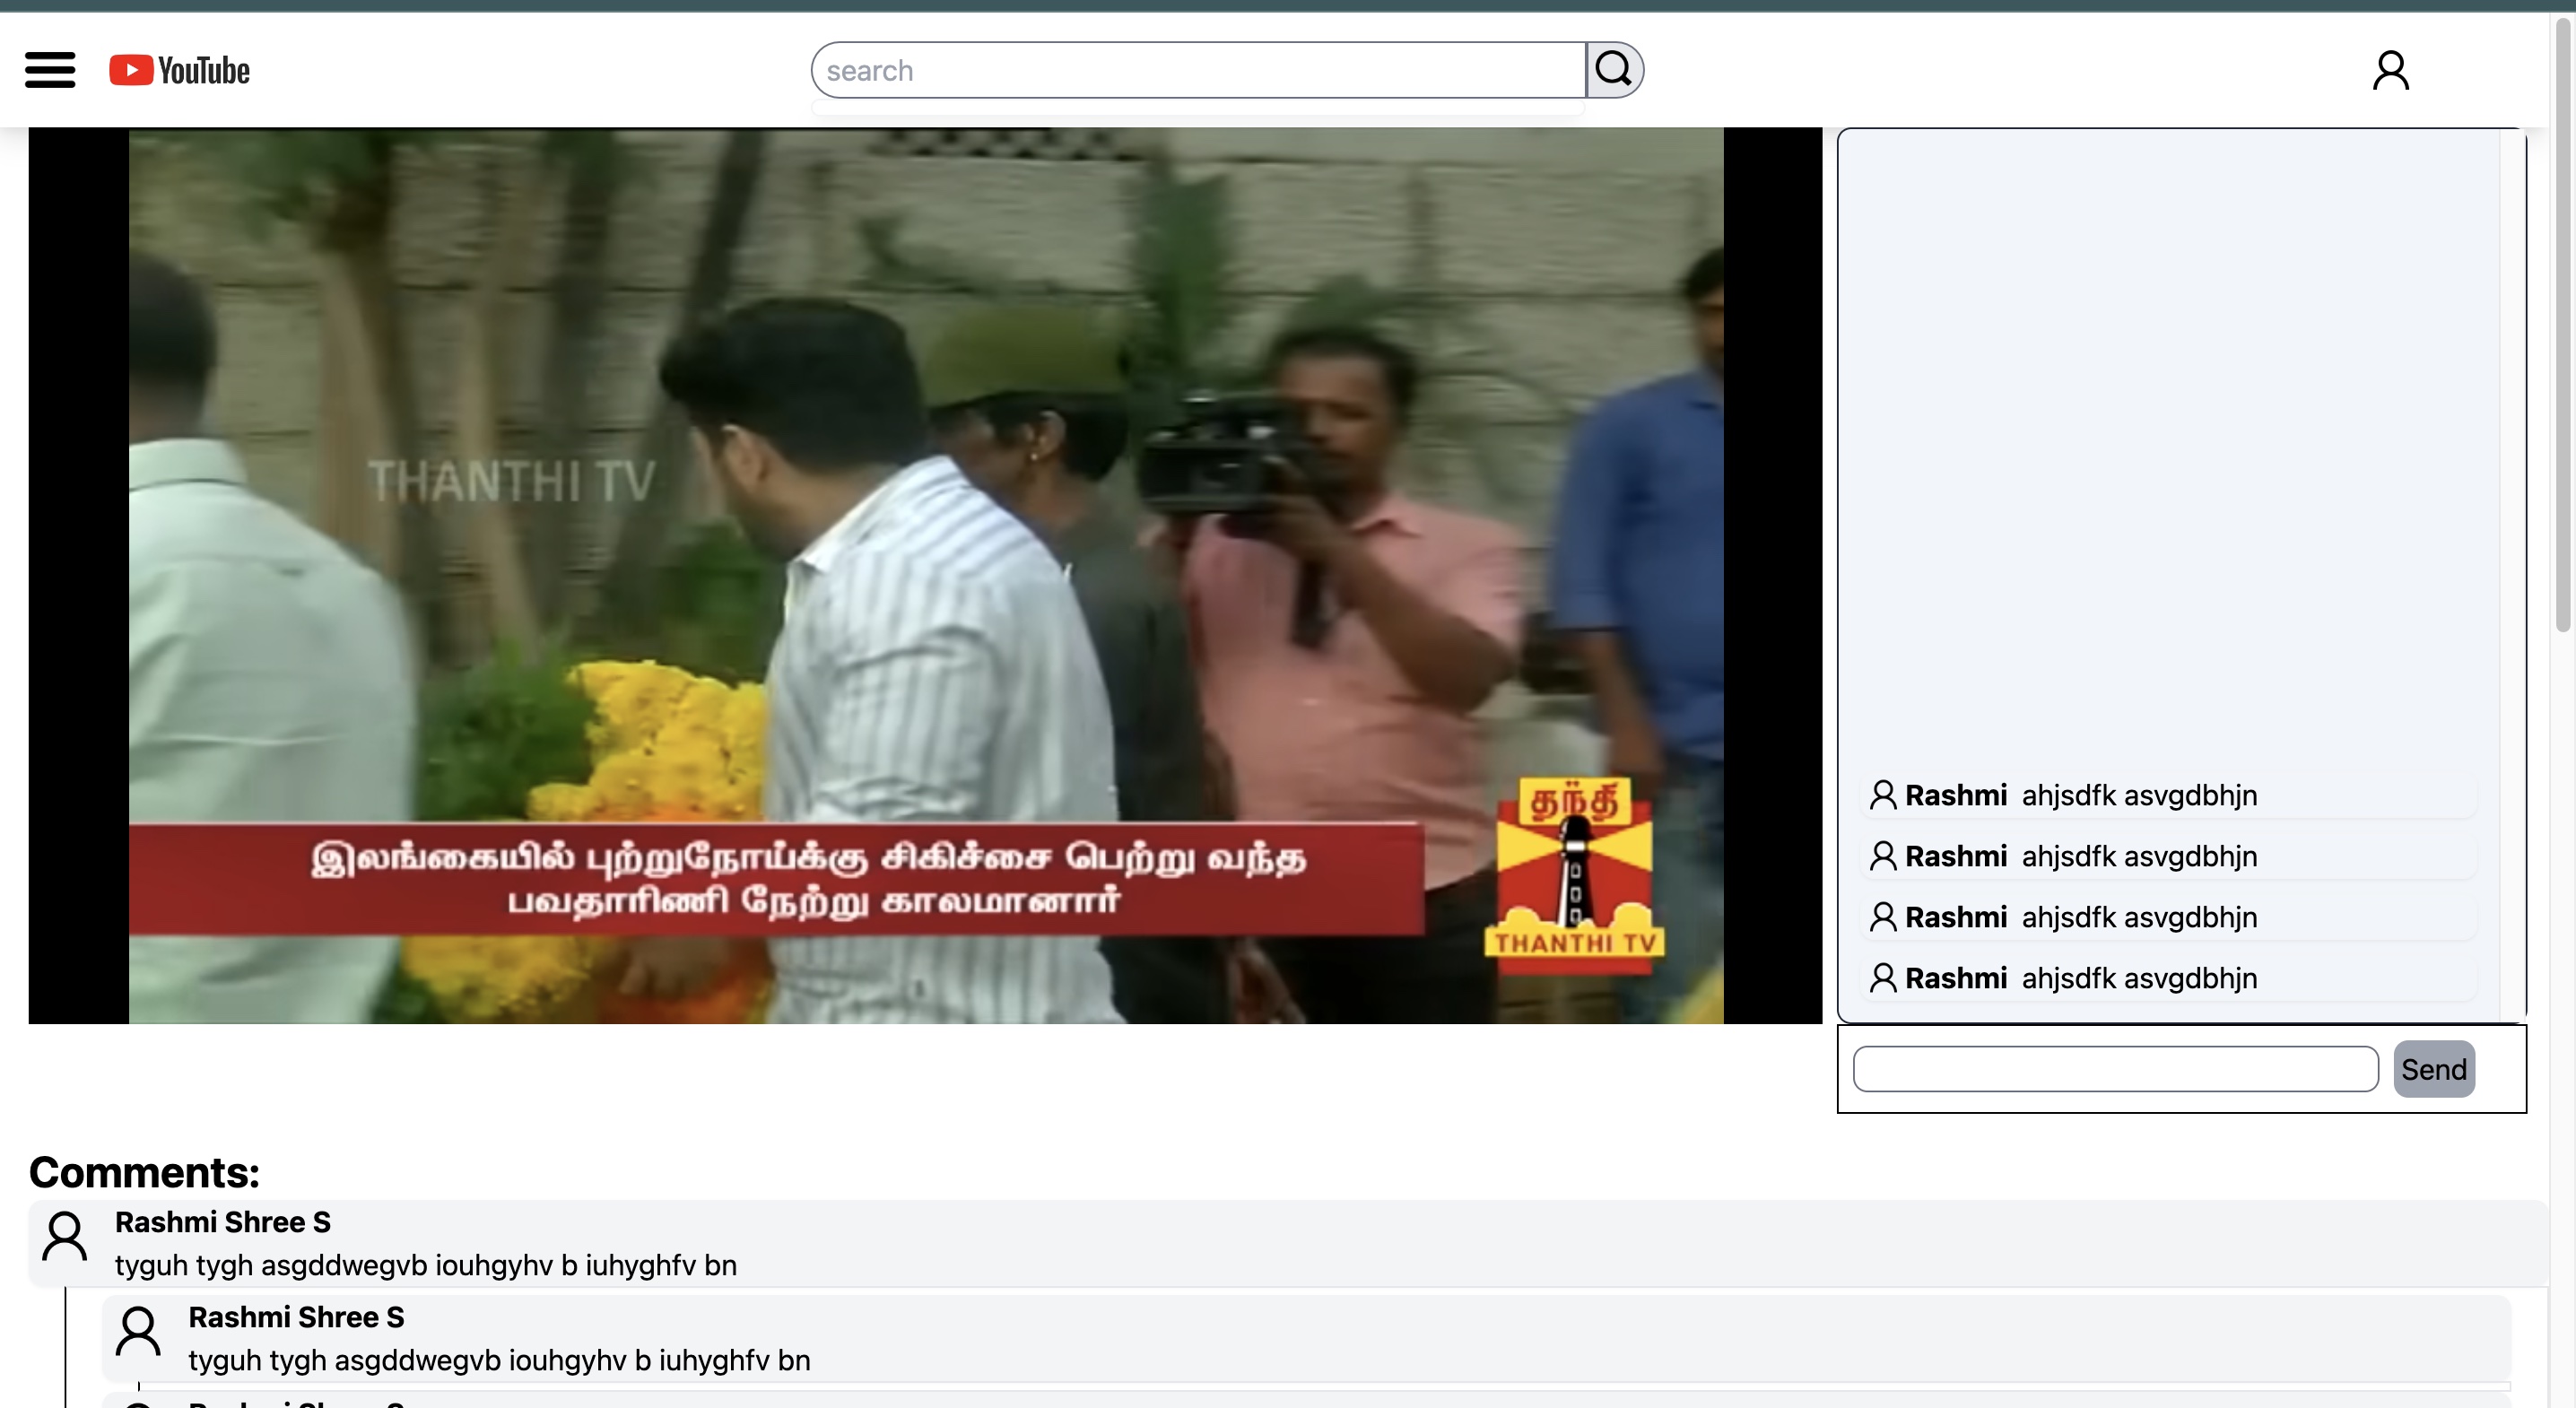 YouTube
search
THANTHI TV
இலங்கையில் புற்றுநோய்க்கு சிகிச்சை பெற்று வந்த
பவதாரிணி நேற்று காலமானார்
தந்தி
THANTHI TV
Rashmi ahjsdfk asvgdbhjn
Rashmi ahjsdfk asvgdbhjn
Rashmi ahjsdfk asvgdbhjn
Rashmi ahjsdfk asvgdbhjn
Send
Comments:
Rashmi Shree S
tyguh tygh asgddwegvb iouhgyhv b iuhyghfv bn
Rashmi Shree S
tyguh tygh asgddwegvb iouhgyhv b iuhyghfv bn